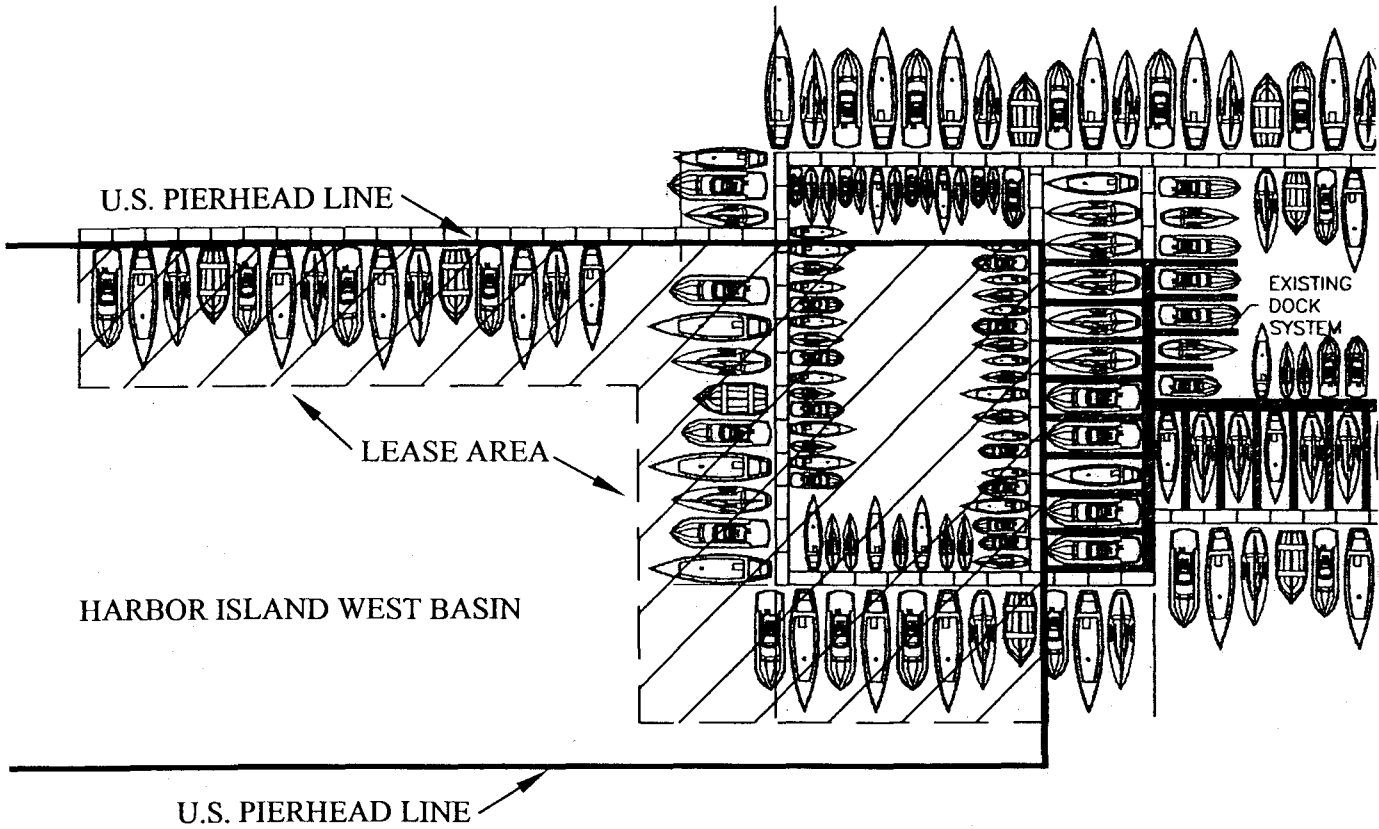 U.S. PIERHEAD LINE
EXISTING
DOCK
SYSTEM
LEASE AREA
HARBOR ISLAND WEST BASIN
U.S. PIERHEAD LINE